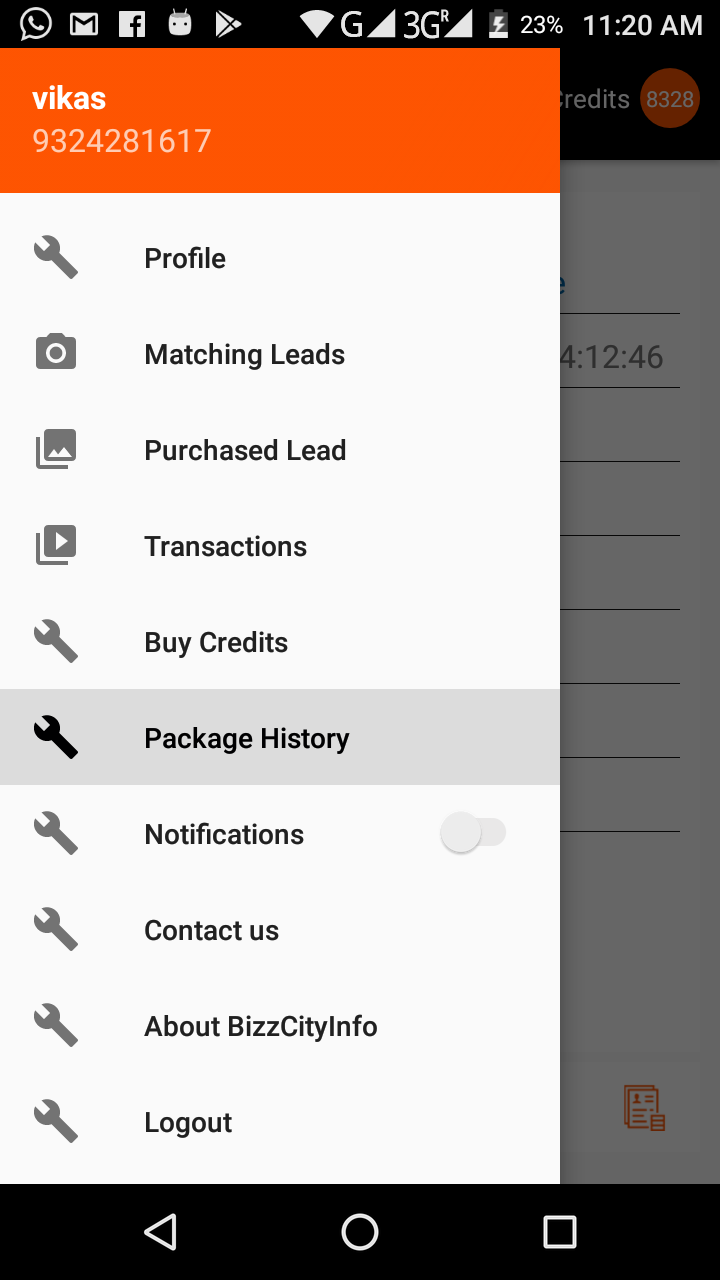 G 3G R 23% 11:20 AM
vikas
9324281617
Credits 8328
4:12:46
Profile
Matching Leads
Purchased Lead
Transactions
Buy Credits
Package History
Notifications
Contact us
About BizzCityInfo
Logout